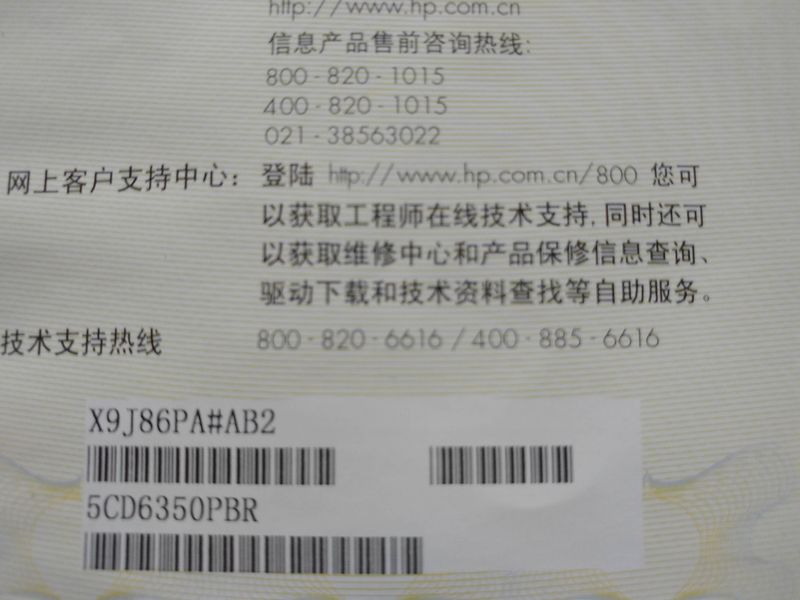 http://www.hp.com.cn
信息产品售前咨询热线:
800-820-1015
400-820-1015
021-38563022
网上客户支持中心: 登陆 http://www.hp.com.cn/800 您可
以获取工程师在线技术支持,同时还可
以获取维修中心和产品保修信息查询、
驱动下载和技术资料查找等自助服务。
技术支持热线 800-820-6616/400-885-6616
X9J86PA#AB2
5CD6350PBR